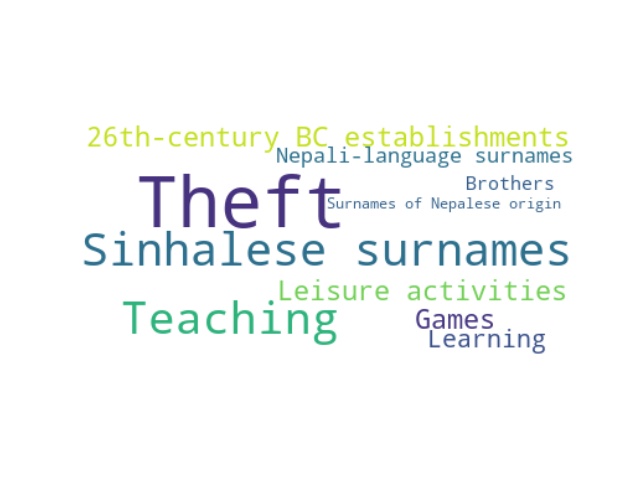 26th-century BC establishments
Nepali-language surnames
Theft
Brothers
Surnames of Nepalese origin
Sinhalese surnames
Leisure activities
Teaching
Games
Learning